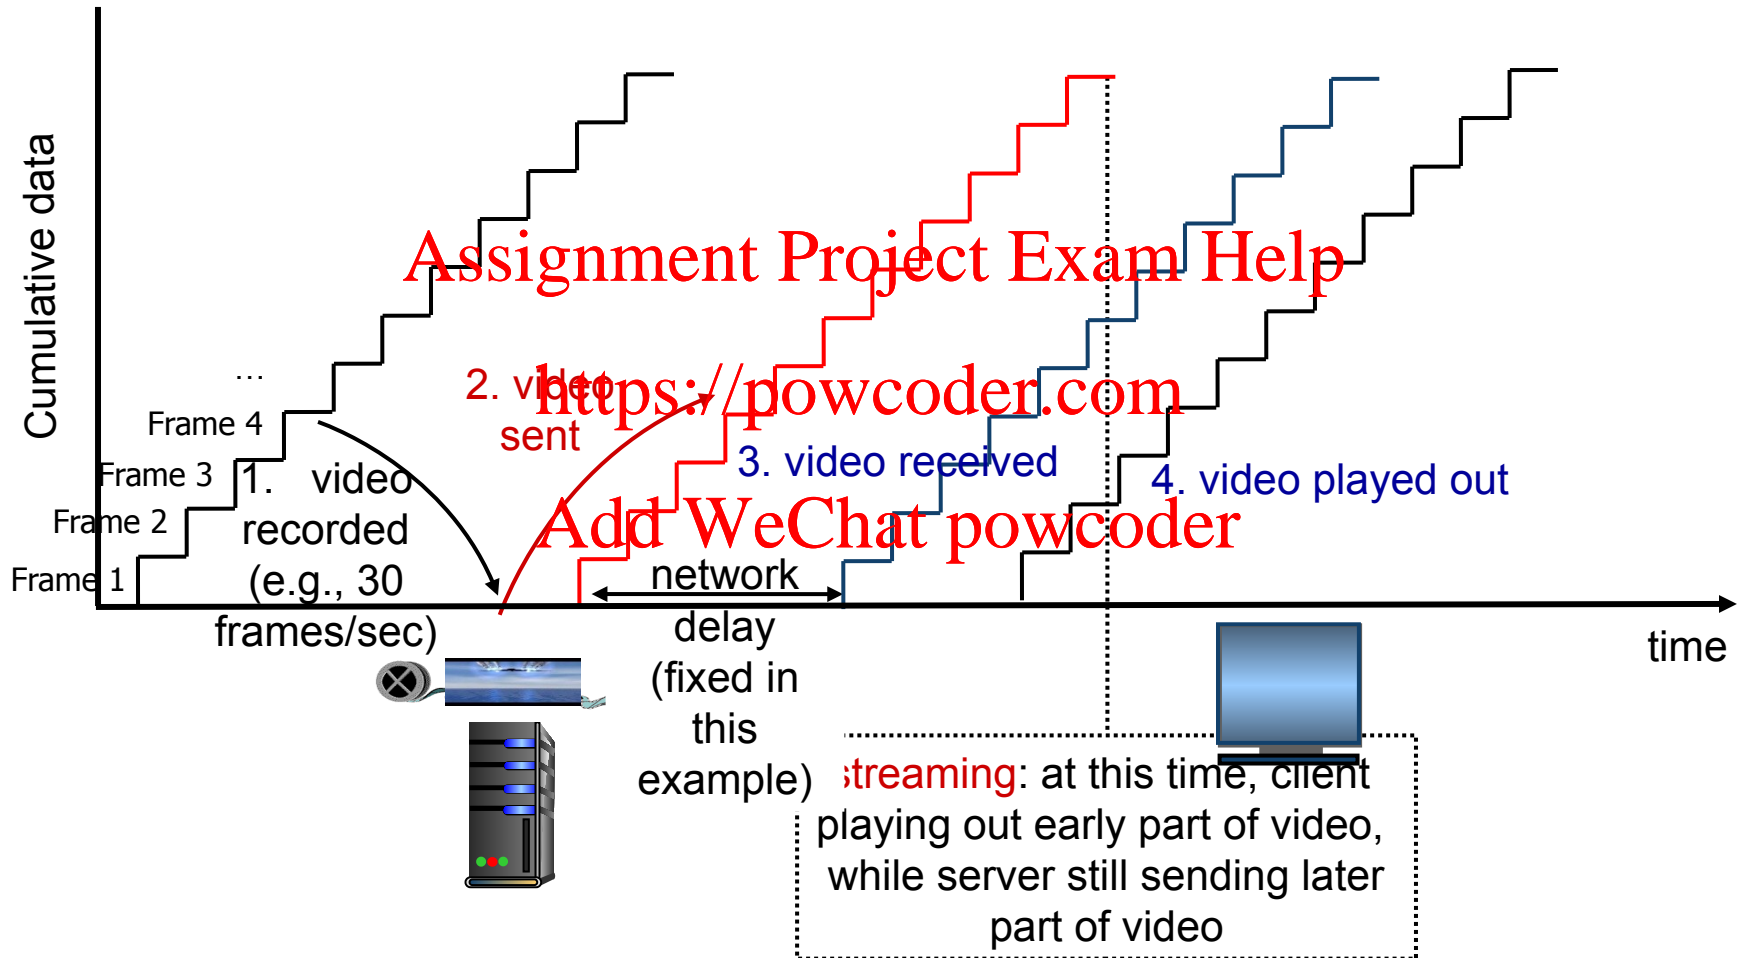 Cumulative data
Assignment Project Exam Help
...
2. video
sent
https://powcoder.com
Frame 4
3. video received
4. video played out
Frame 3
1. video
recorded
(e.g., 30
frames/sec)
Frame 2
Add WeChat powcoder
Frame 1
network
delay
(fixed in
this
example)
time
streaming: at this time, client
playing out early part of video,
while server still sending later
part of video